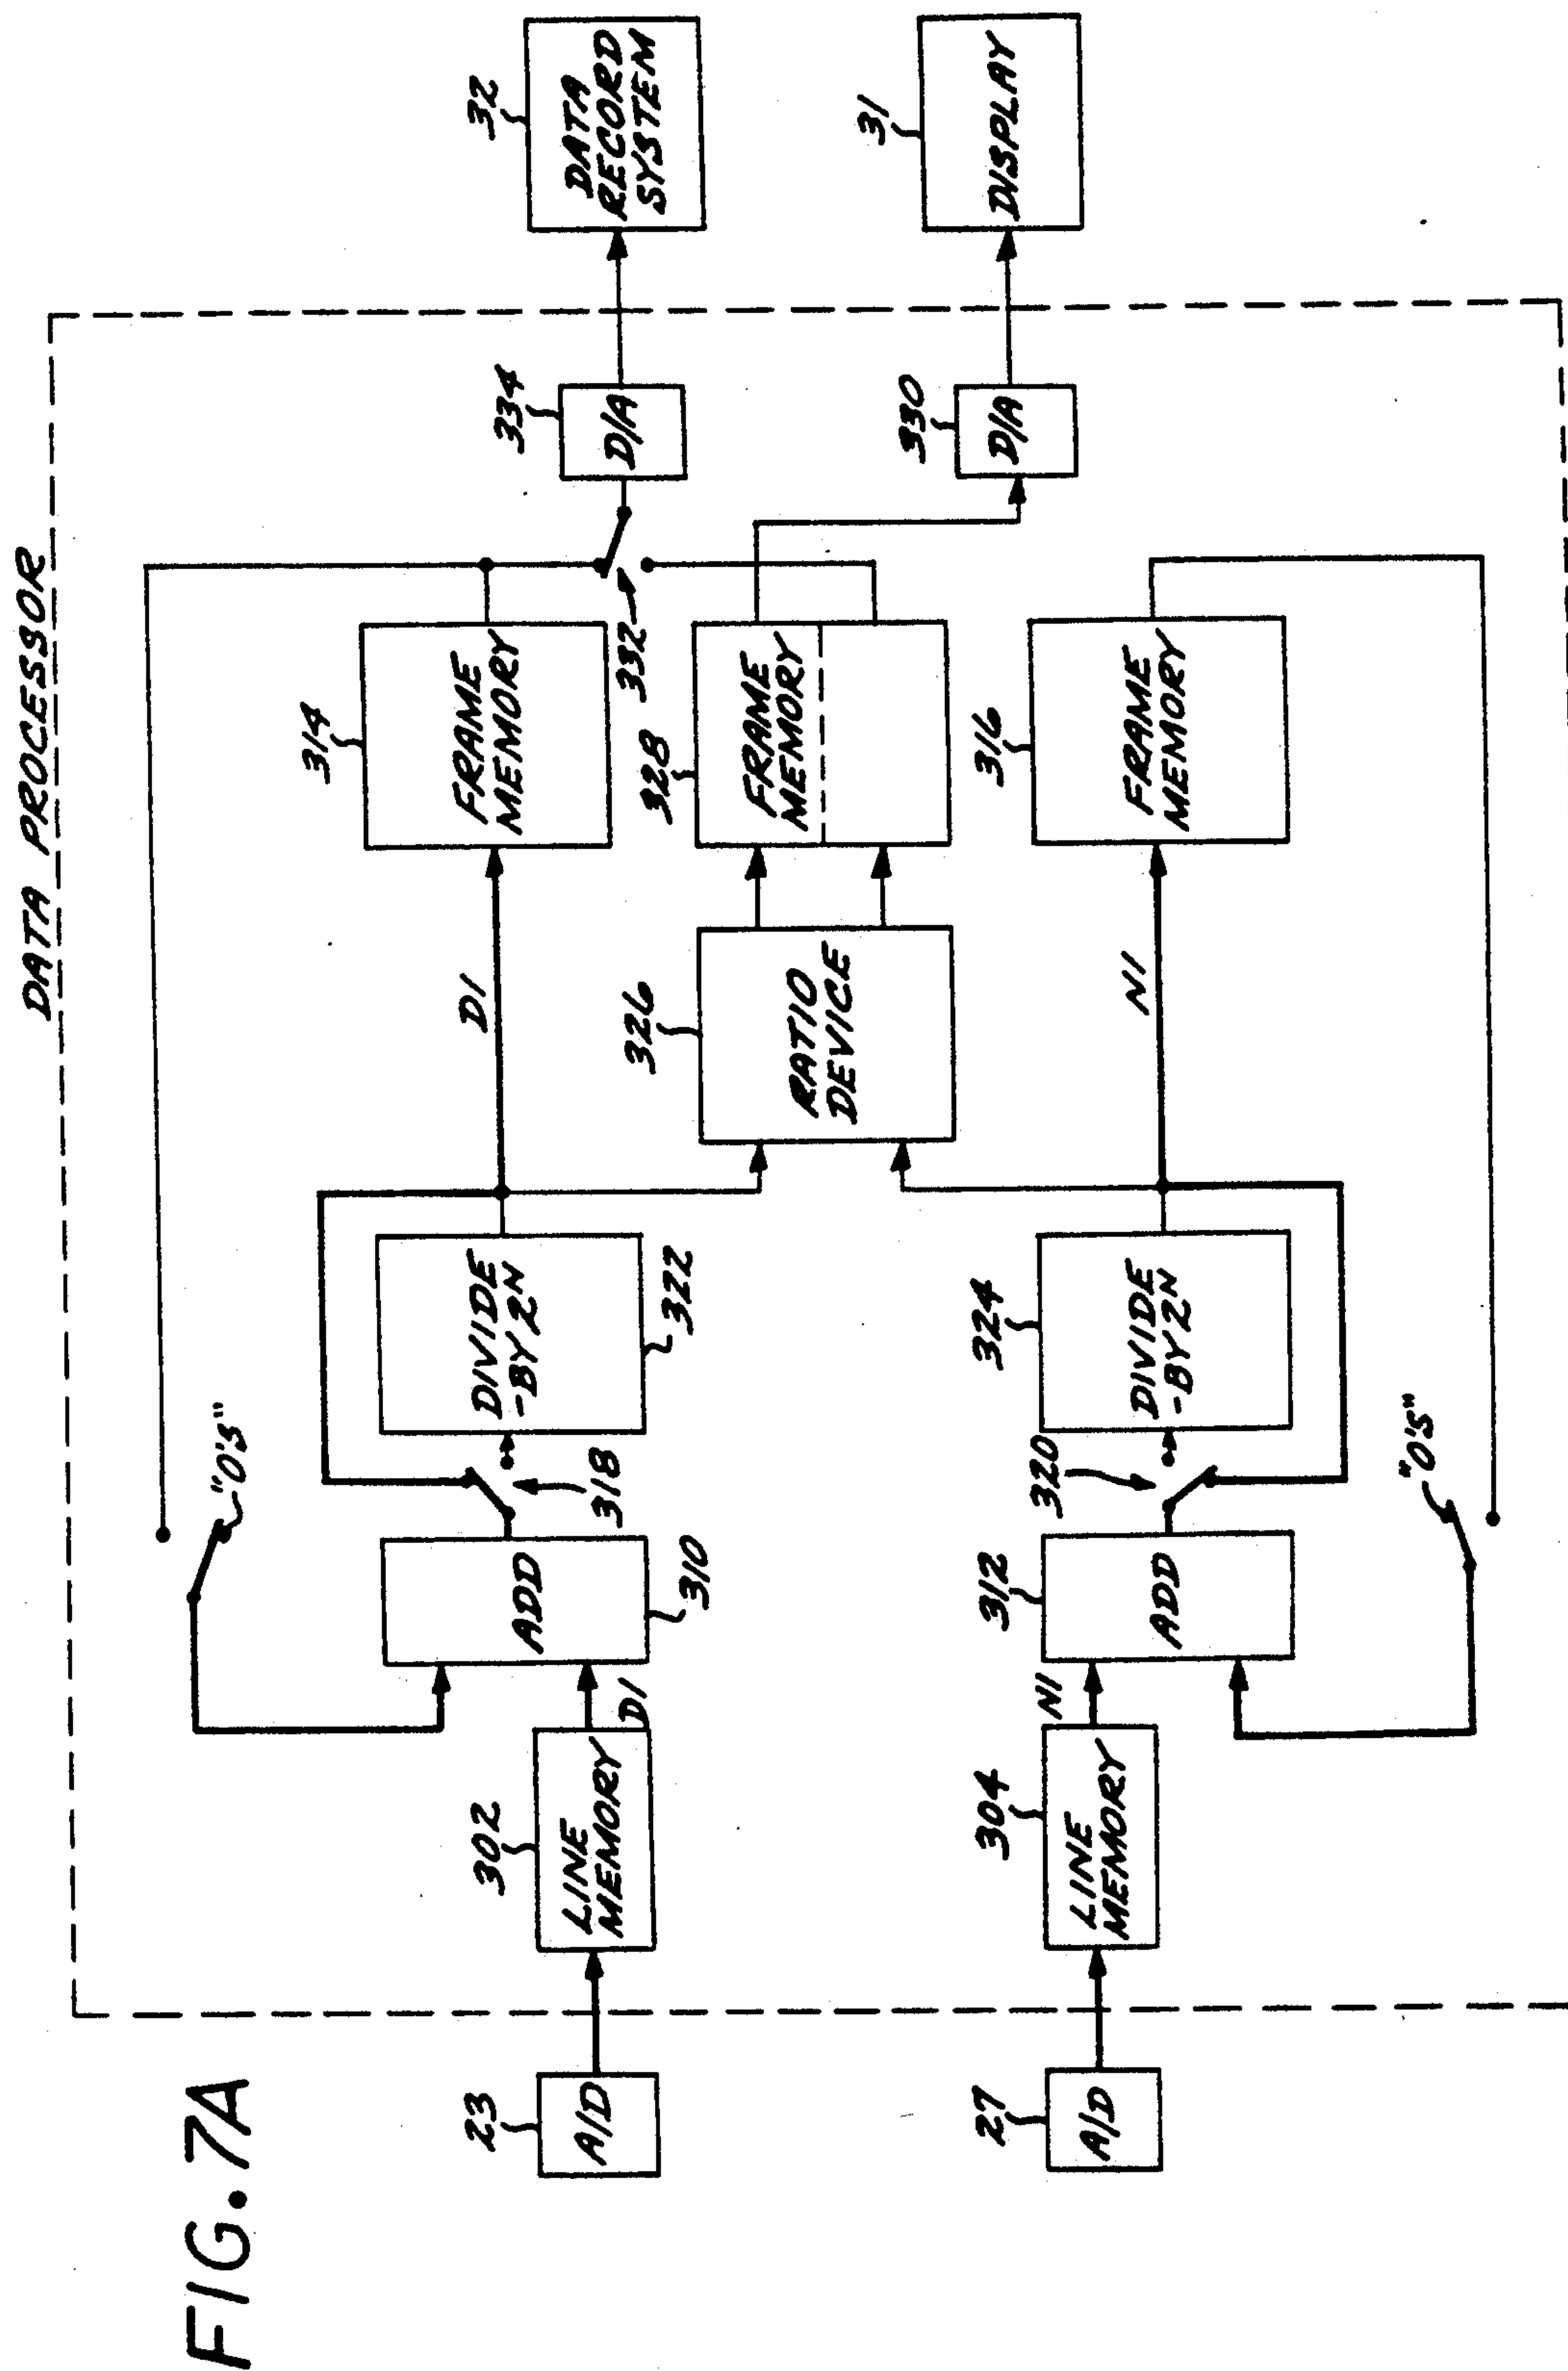 FIG. 7A
DATA PROCESSOR
23
A/D
302
LINE
MEMORY
D1
"0'S"
ADD
310
318
DIVIDE
-BY 2N
322
D1
314
FRAME
MEMORY
326
RATIO
DEVICE
328
FRAME
MEMORY
332
334
D/A
32
DATA
RECORD
SYSTEM
330
D/A
31
DISPLAY
27
A/D
304
LINE
MEMORY
N1
312
ADD
"0'S"
320
324
DIVIDE
-BY 2N
N1
316
FRAME
MEMORY